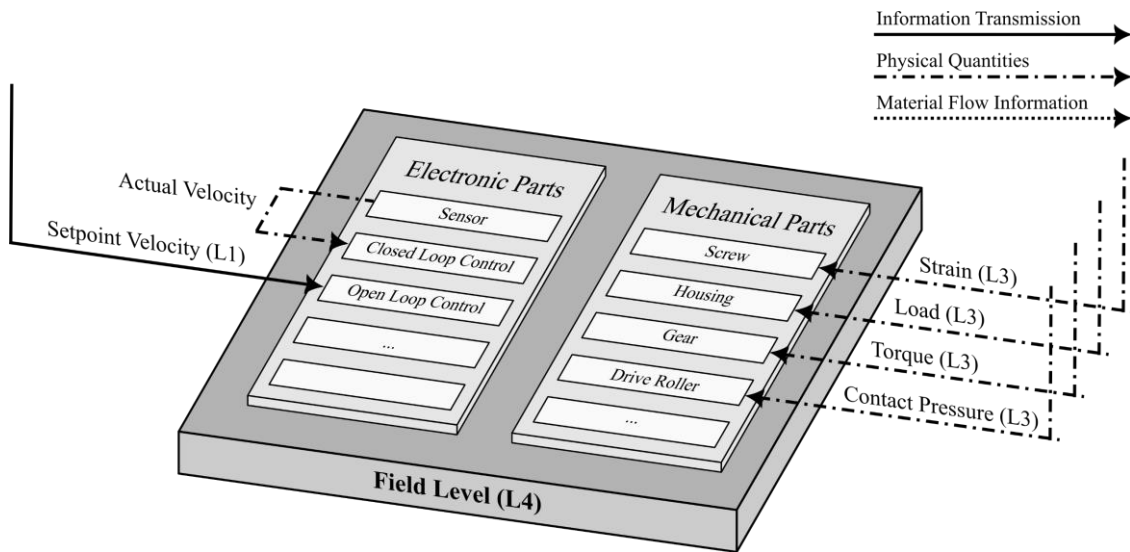 Information Transmission
Physical Quantities
Material Flow Information
Electronic Parts
Sensor
Closed Loop Control
Open Loop Control
...
Actual Velocity
Setpoint Velocity (L1)
Mechanical Parts
Screw
Housing
Gear
Drive Roller
...
Strain (L3)
Load (L3)
Torque (L3)
Contact Pressure (L3)
Field Level (L4)